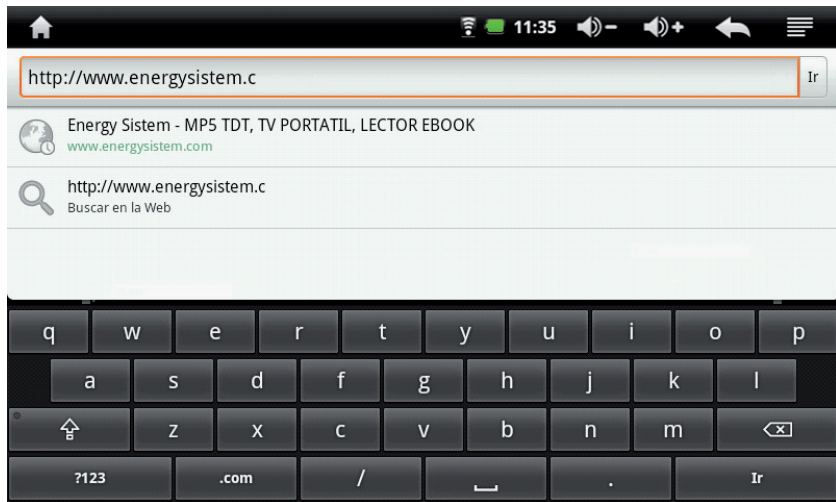 11:35
http://www.energysistem.c Ir
Energy Sistem - MP5 TDT, TV PORTATIL, LECTOR EBOOK
www.energysistem.com
http://www.energysistem.c
Buscar en la Web
q w e r t y u i o p
a s d f g h j k l
z x c v b n m
?123 .com / . Ir